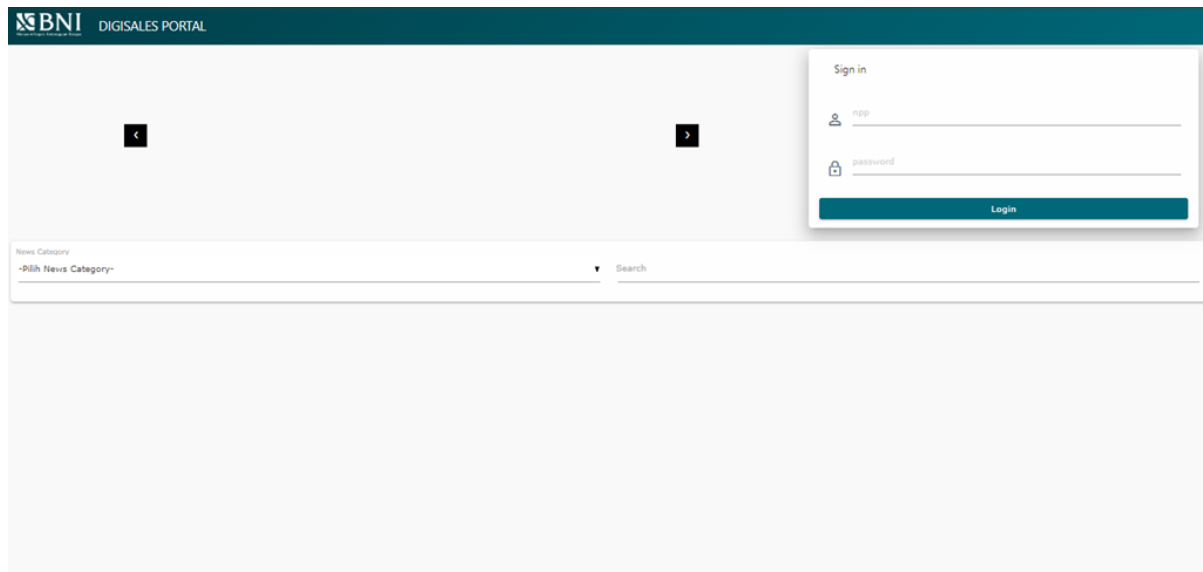 BNI DIGISALES PORTAL
Sign in
npp
password
Login
News Category
-Pilih News Category-
Search